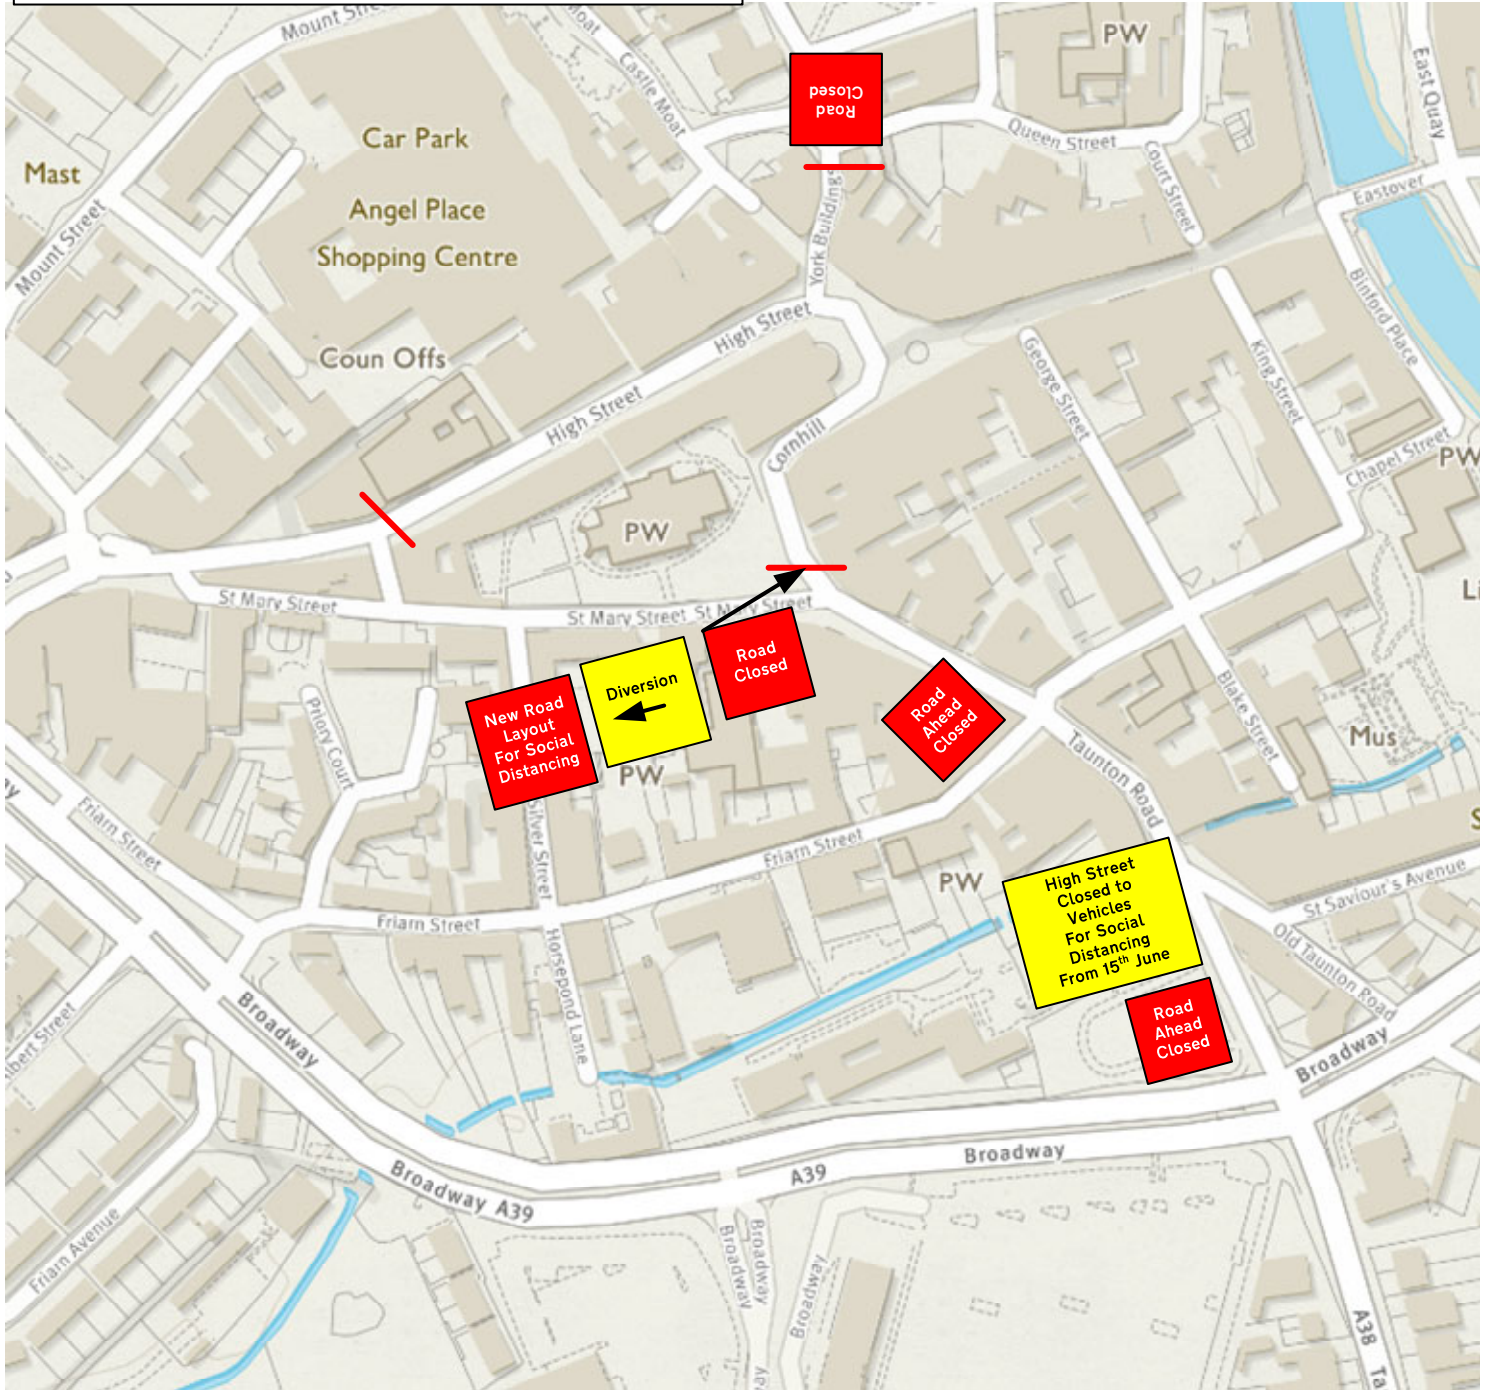 Mount
Moat
Castle Moat
PW
East Quay
Road
Closed
Queen Street
Court Street
Eastover
Car Park
Mast
Angel Place
Shopping Centre
Mount Street
York Buildings
Binford Place
High Street
Coun Offs
George Street
King Street
High Street
Cornhill
Chapel Street
PW
PW
St Mary Street
St Mary Street
St Mary Street
Road
Closed
Diversion
New Road
Layout
For Social
Distancing
Road
Ahead
Closed
Priory Court
PW
Blake Street
Mus
Taunton Road
Friarn Street
Silver Street
Friarn Street
PW
High Street
Closed to
Vehicles
For Social
Distancing
From 15th June
St Saviour's Avenue
Friarn Street
Horsepond Lane
Old Taunton Road
Road
Ahead
Closed
Broadway
Broadway
Broadway
Broadway A39
A39
Friarn Avenue
Broadway
Broadway
Broadway
A38